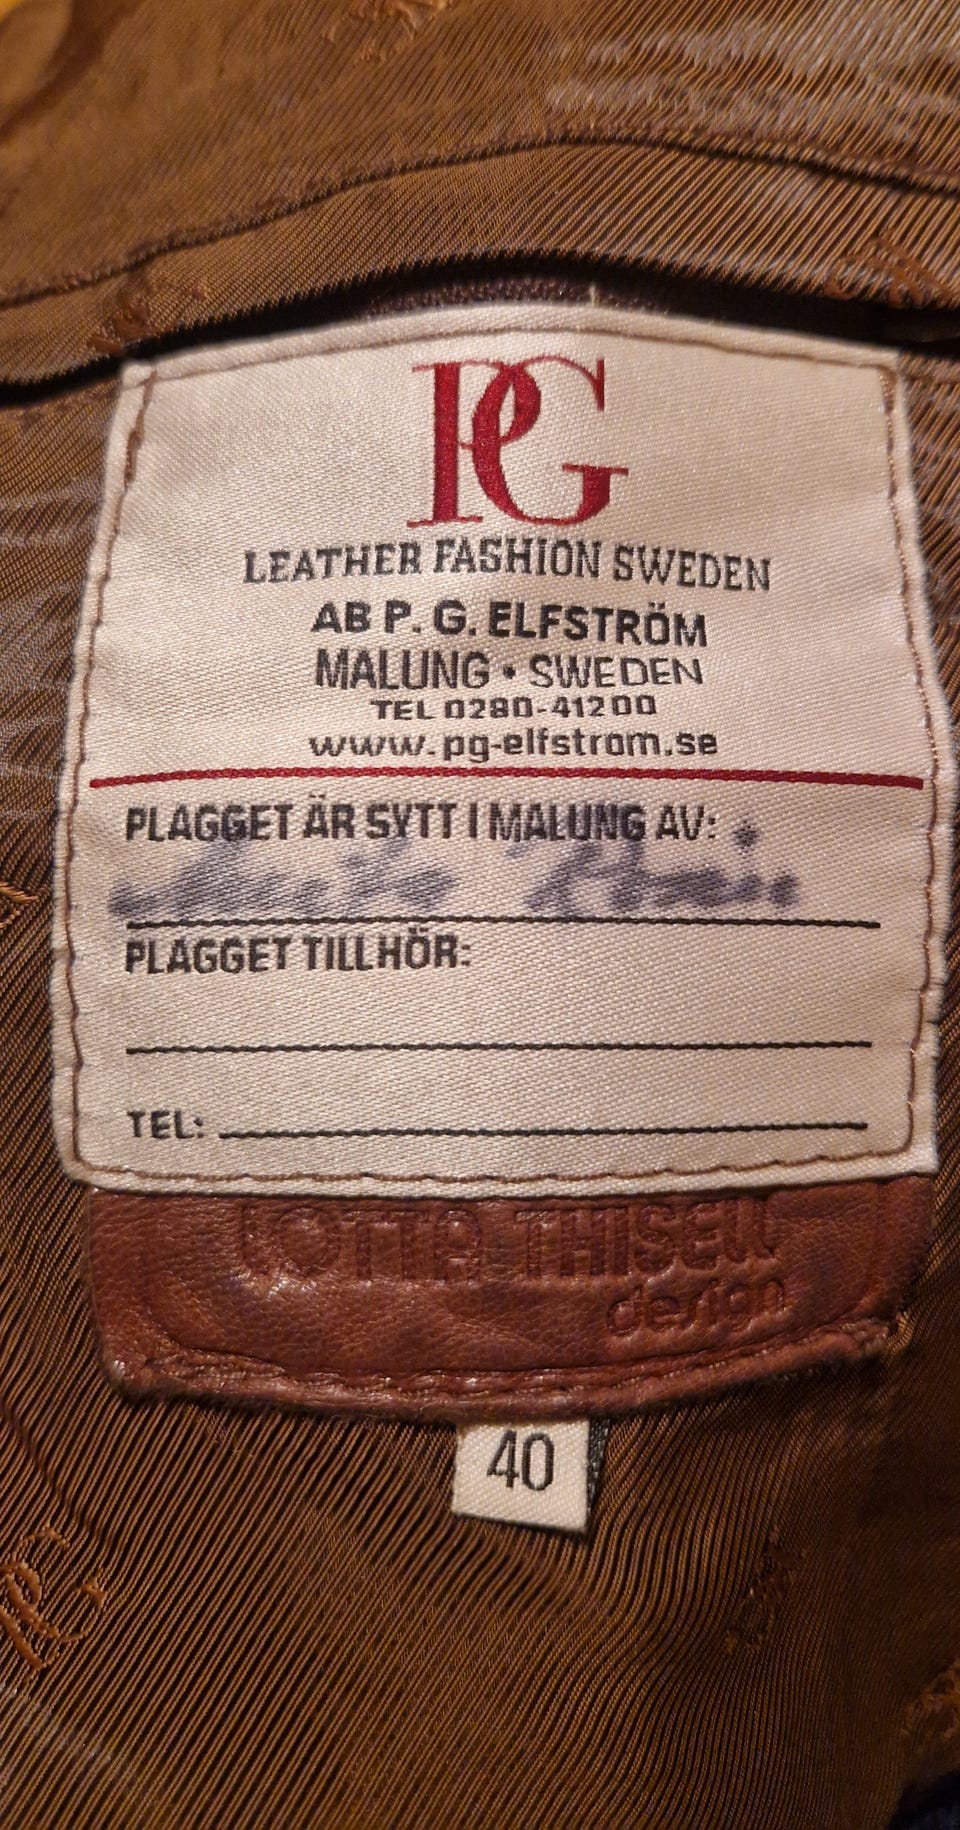 PG
LEATHER FASHION SWEDEN
AB P. G. ELFSTRÖM
MALUNG • SWEDEN
TEL 0280-41200
www.pg-elfstrom.se
PLAGGET ÄR SYTT I MALUNG AV:
PLAGGET TILLHÖR:
TEL:
LOTTA THISELL
design
40
PG